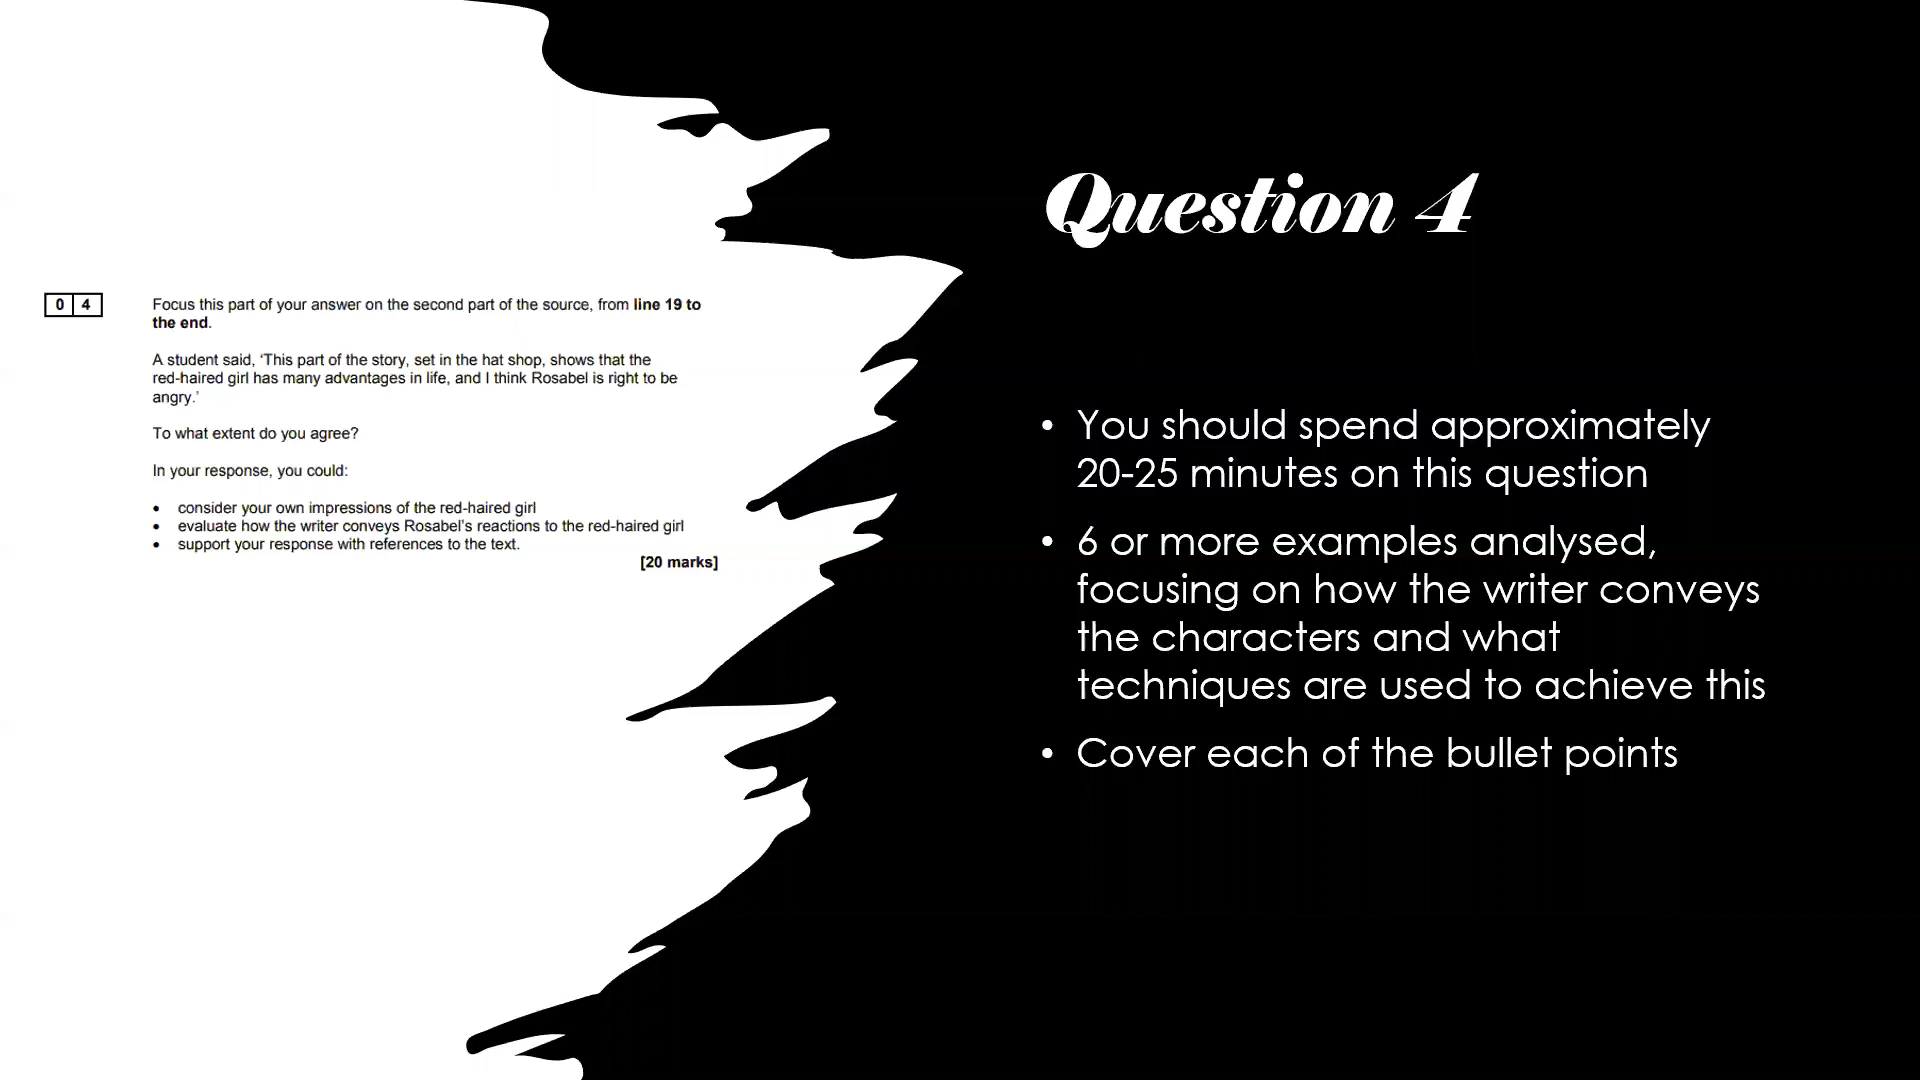 0 4
Focus this part of your answer on the second part of the source, from line 19 to
the end.
A student said, ‘This part of the story, set in the hat shop, shows that the
red-haired girl has many advantages in life, and I think Rosabel is right to be
angry.’
To what extent do you agree?
In your response, you could:
• consider your own impressions of the red-haired girl
• evaluate how the writer conveys Rosabel’s reactions to the red-haired girl
• support your response with references to the text.
[20 marks]
Question 4
• You should spend approximately
20-25 minutes on this question
• 6 or more examples analysed,
focusing on how the writer conveys
the characters and what
techniques are used to achieve this
• Cover each of the bullet points